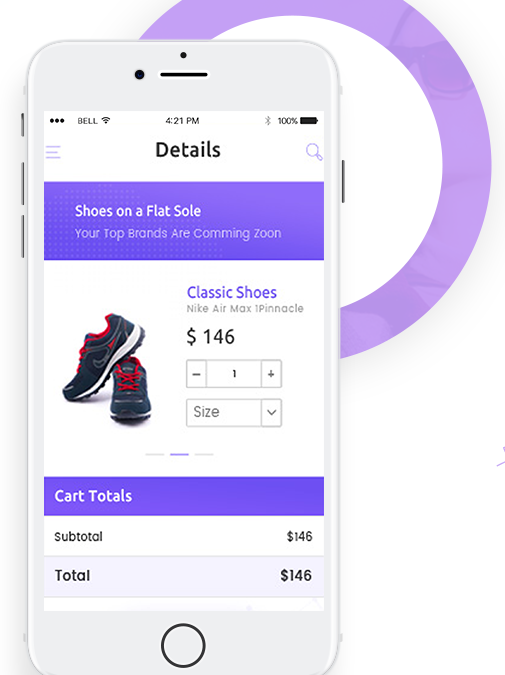 BELL 4:21 PM 100%
Details
Shoes on a Flat Sole
Your Top Brands Are Comming Zoon
Classic Shoes
Nike Air Max 1Pinnacle
$ 146
− 1 +
Size
Cart Totals
Subtotal $146
Total $146